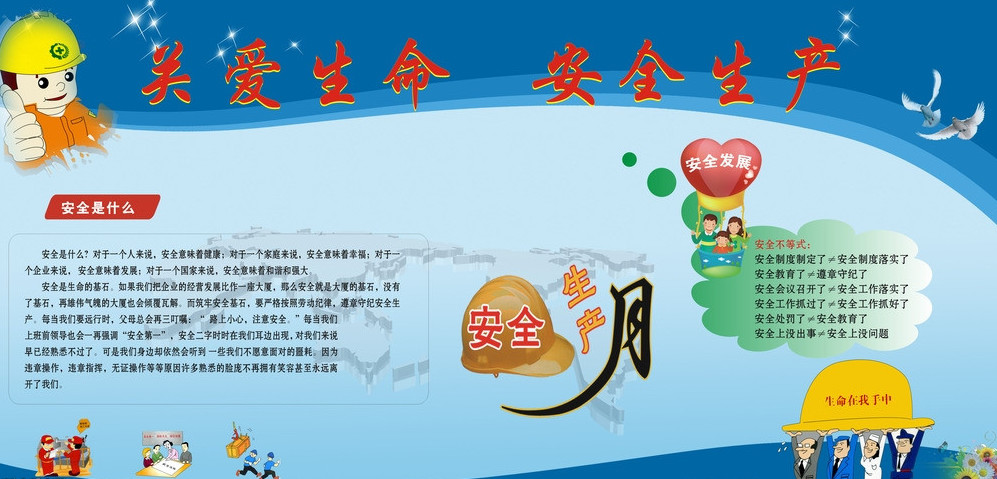 关爱生命 安全生产
安全是什么
安全是什么？对于一个人来说，安全意味着健康；对于一个家庭来说，安全意味着幸福；对于一
个企业来说， 安全意味着发展；对于一个国家来说，安全意味着和谐和强大
安全是生命的基石。如果我们把企业的经营发展比作一座大厦，那么安全就是大厦的基石，没有
了基石，再雄伟气魄的大厦也会倾覆瓦解。而筑牢安全基石，要严格按照劳动纪律，遵章守纪安全生
产。每当我们要远行时，父母总会再三叮嘱：“ 路上小心，注意安全。”每当我们
上班前领导也会一再强调“安全第一”，安全二字时时在我们耳边出现，对我们来说
早已经熟悉不过了。可是我们身边却依然会听到 一些我们不愿意面对的噩耗。因为
违章操作，违章指挥，无证操作等等原因许多熟悉的脸庞不再拥有笑容甚至永远离
开了我们。
安全
生产
月
安全发展
安全不等式：
安全制度制定了≠安全制度落实了
安全教育了≠遵章守纪了
安全会议召开了≠安全工作落实了
安全工作抓过了≠安全工作抓好了
安全处罚了≠安全教育了
安全上没出事≠安全上没问题
生命在我手中